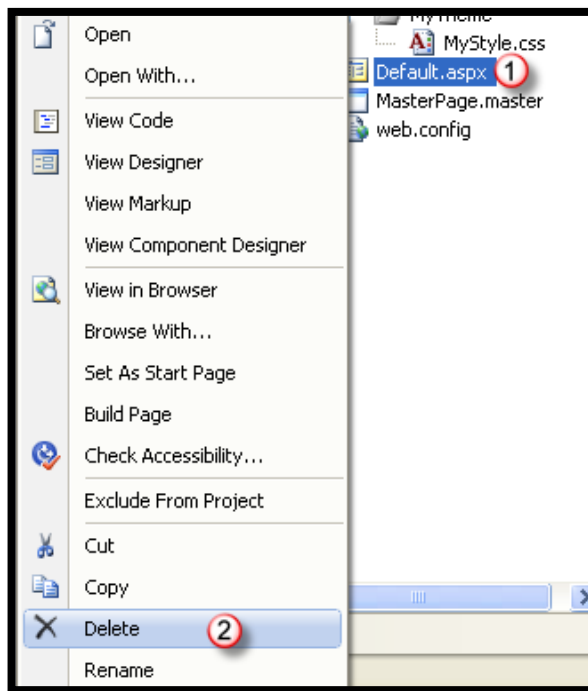 Open
Open With...
View Code
View Designer
View Markup
View Component Designer
View in Browser
Browse With...
Set As Start Page
Build Page
Check Accessibility...
Exclude From Project
Cut
Copy
Delete 2
Rename
MyTheme
MyStyle.css
Default.aspx 1
MasterPage.master
web.config